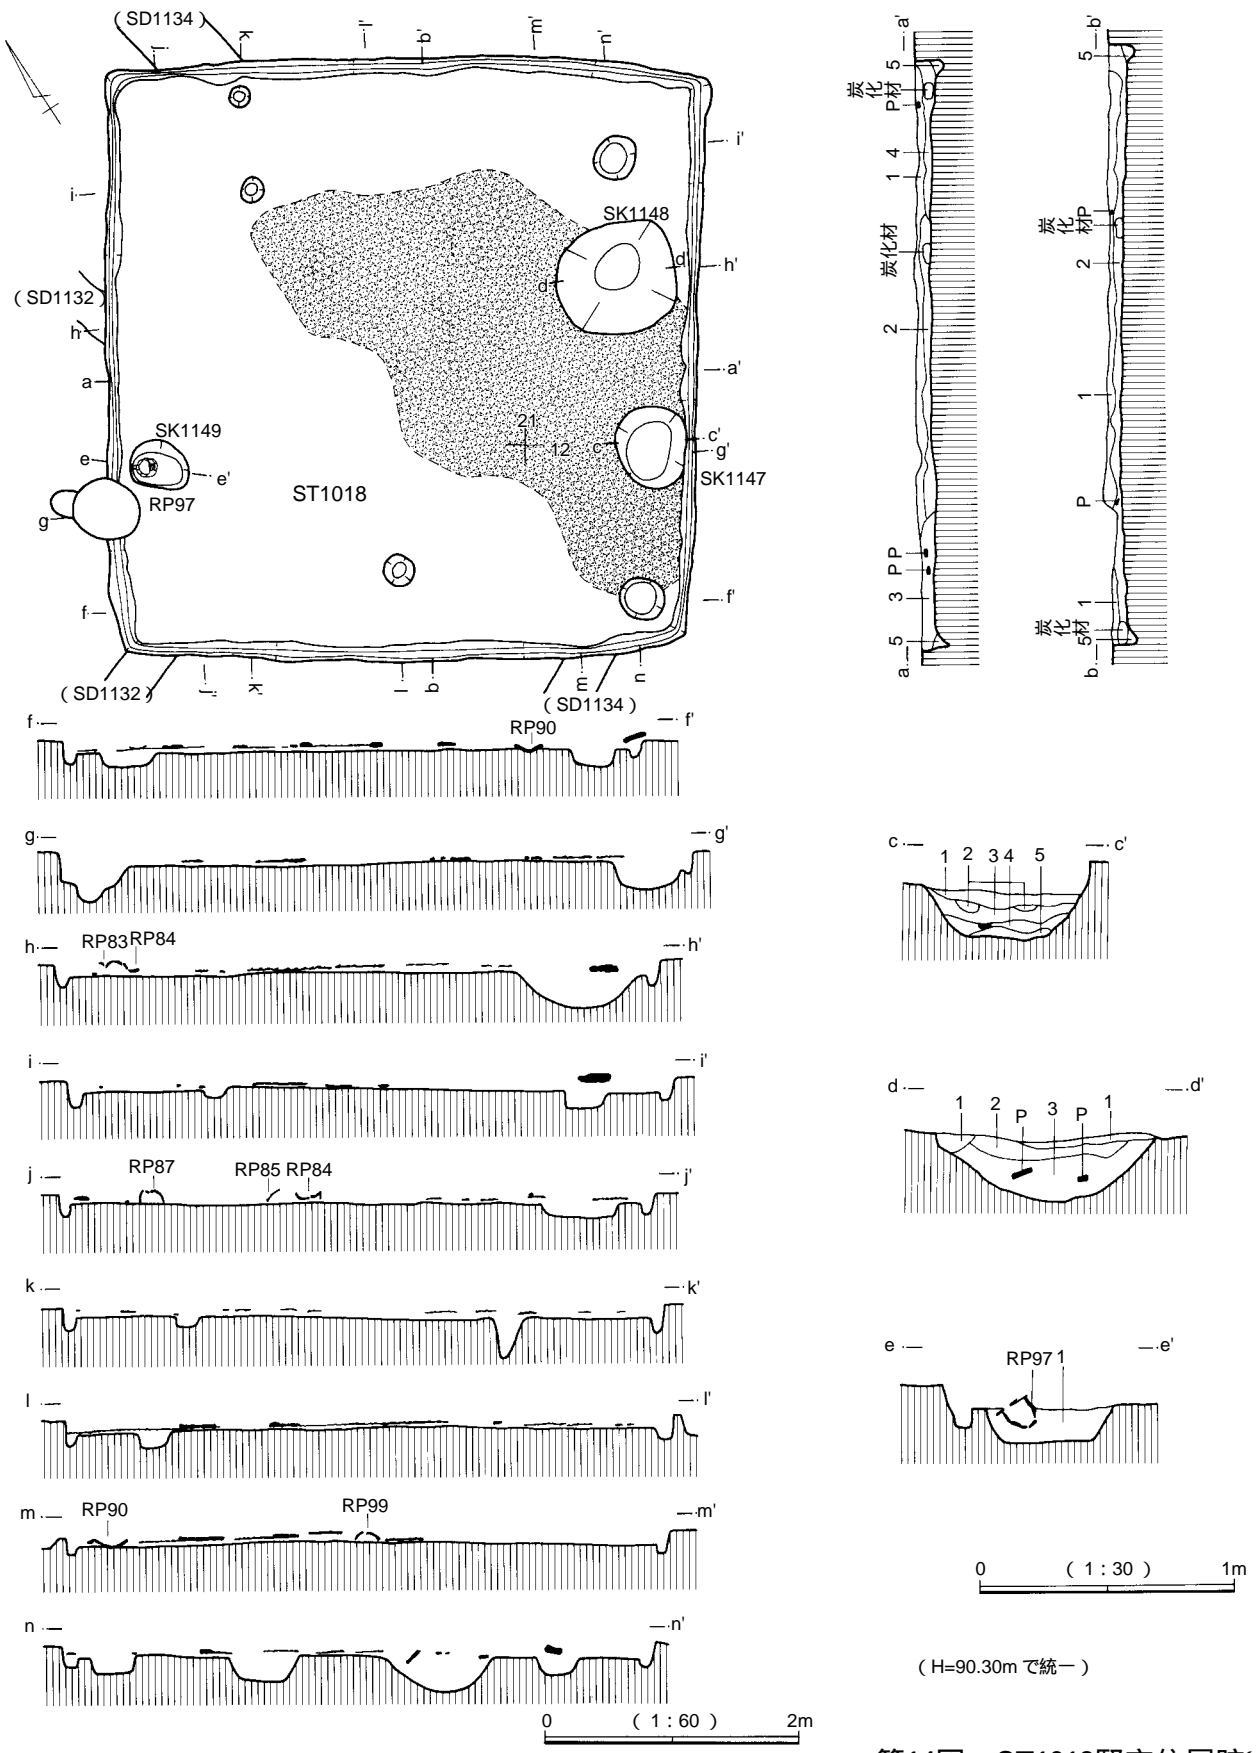 （SD1134）
j k l' q' m' n'
i'
i
SK1148
d d' h'
（SD1132）
h
a a'
21
12
SK1149
c c'
g'
SK1147
e e'
RP97
ST1018
g
f f'
（SD1132）
j' k' l q m n
（SD1134）
a'
5
炭化材
P
4
1
炭化材
2
P P
P P
3
5
a
b'
5
P
炭化材
2
1
P
1
炭化材
5
b
f f'
RP90
g g'
h RP83 RP84 h'
i i'
j RP87 RP85 RP84 j'
k k'
l l'
m RP90 RP99 m'
n n'
0 （1：60） 2m
c 1 2 3 4 5 c'
d 1 2 P 3 P 1 d'
e RP97 1 e'
0 （1：30） 1m
（H=90.30m で統一）